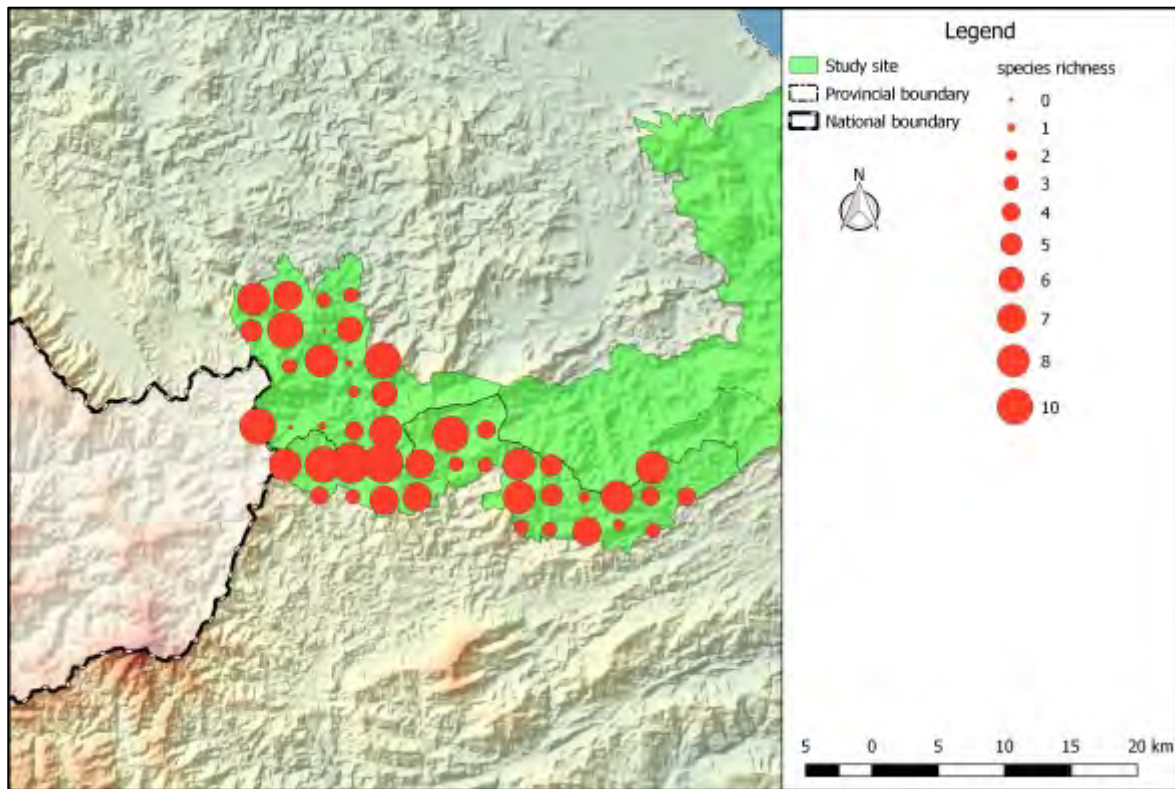 Legend
Study site
Provincial boundary
National boundary
species richness
0
1
2
3
4
5
6
7
8
10
N
5 0 5 10 15 20 km